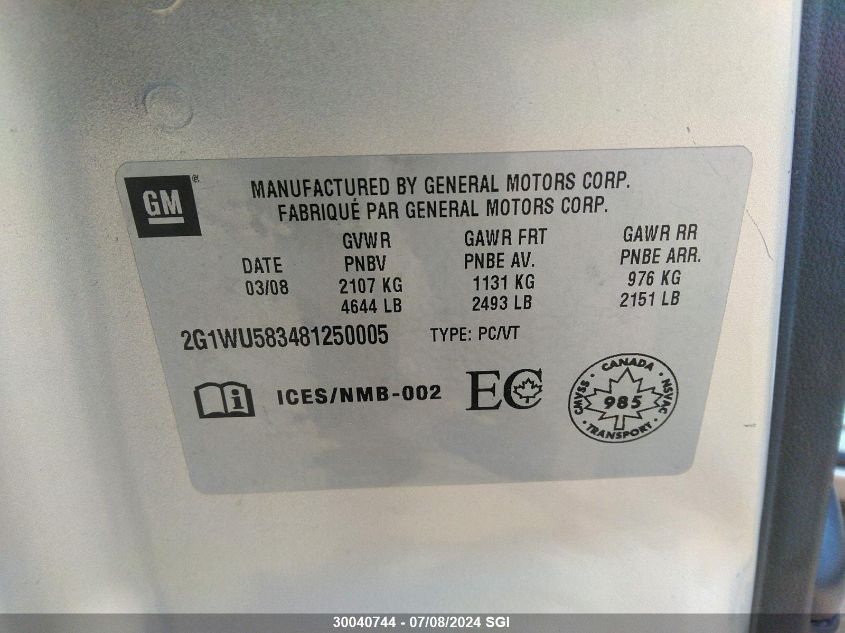 GM ®
MANUFACTURED BY GENERAL MOTORS CORP.
FABRIQUÉ PAR GENERAL MOTORS CORP.
GVWR GAWR FRT GAWR RR
DATE PNBV PNBE AV. PNBE ARR.
03/08 2107 KG 1131 KG 976 KG
4644 LB 2493 LB 2151 LB
2G1WU583481250005 TYPE: PC/VT
i ICES/NMB-002 EC
CANADA
CMVSS 985 NSVAC
TRANSPORT
30040744 - 07/08/2024 SGI